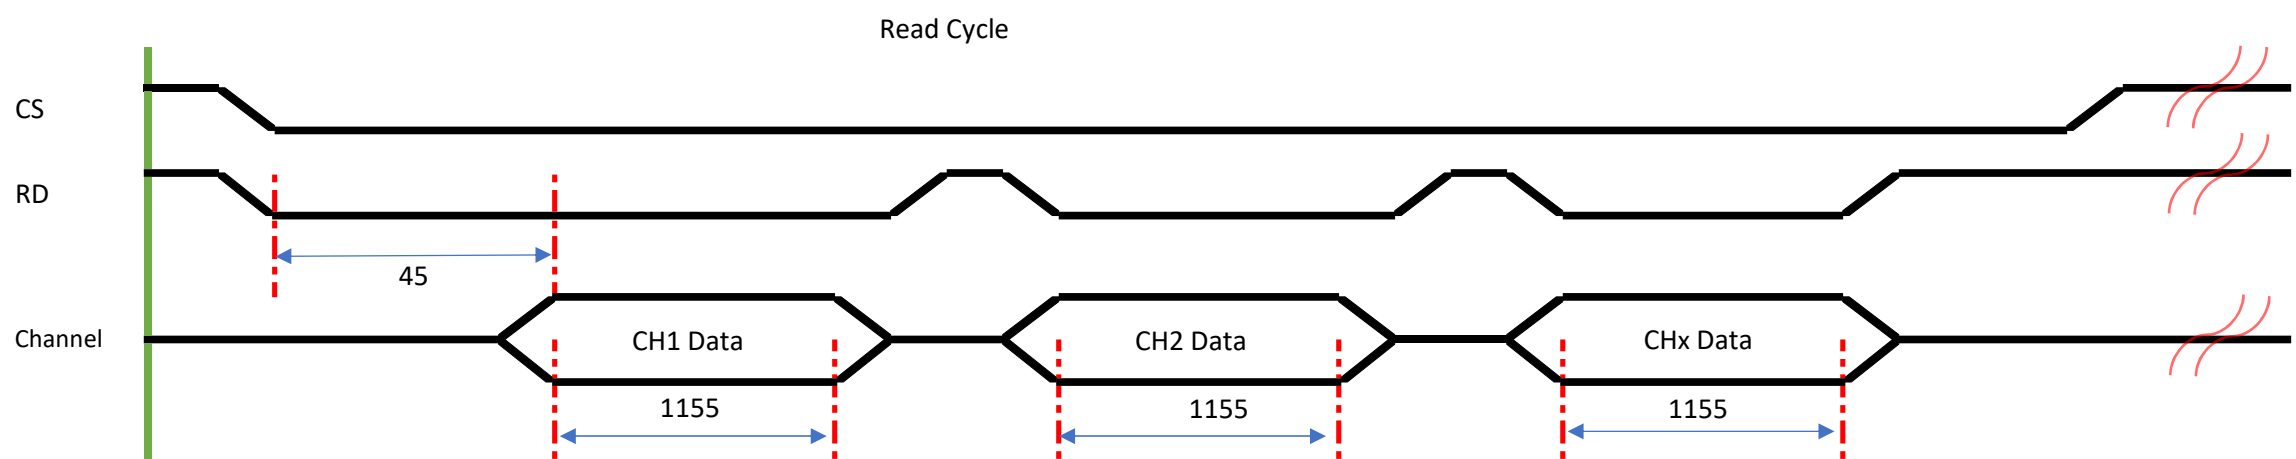 Read Cycle
CS
RD
45
Channel
CH1 Data
CH2 Data
CHx Data
1155
1155
1155